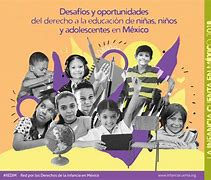 Desafíos y oportunidades
del derecho a la educación de niñas, niños
y adolescentes en México
LA INFANCIA CUENTA EN MÉXICO 2018
#REDIM
Red por los Derechos de la Infancia en México
www.infanciacuenta.org